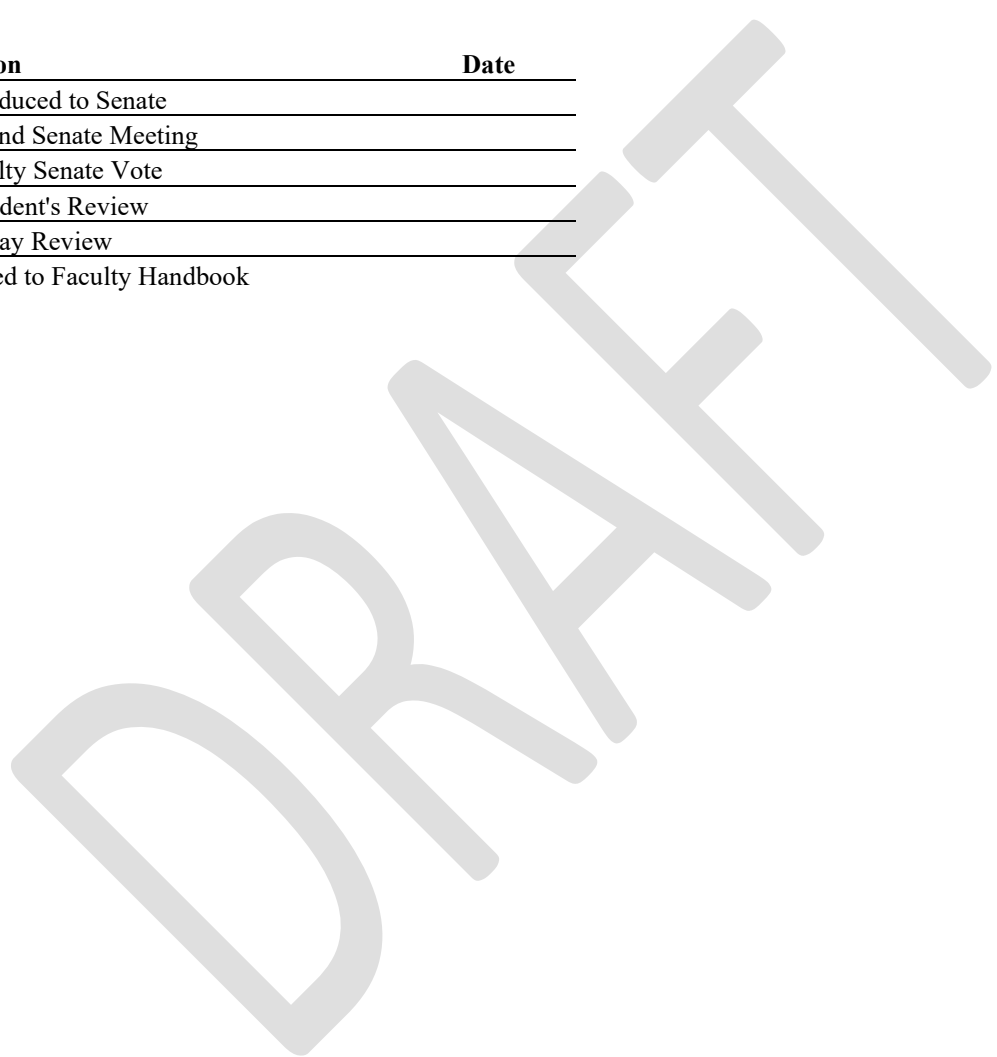 on Date
duced to Senate
nd Senate Meeting
lty Senate Vote
dent's Review
ay Review
ed to Faculty Handbook
DRAFT